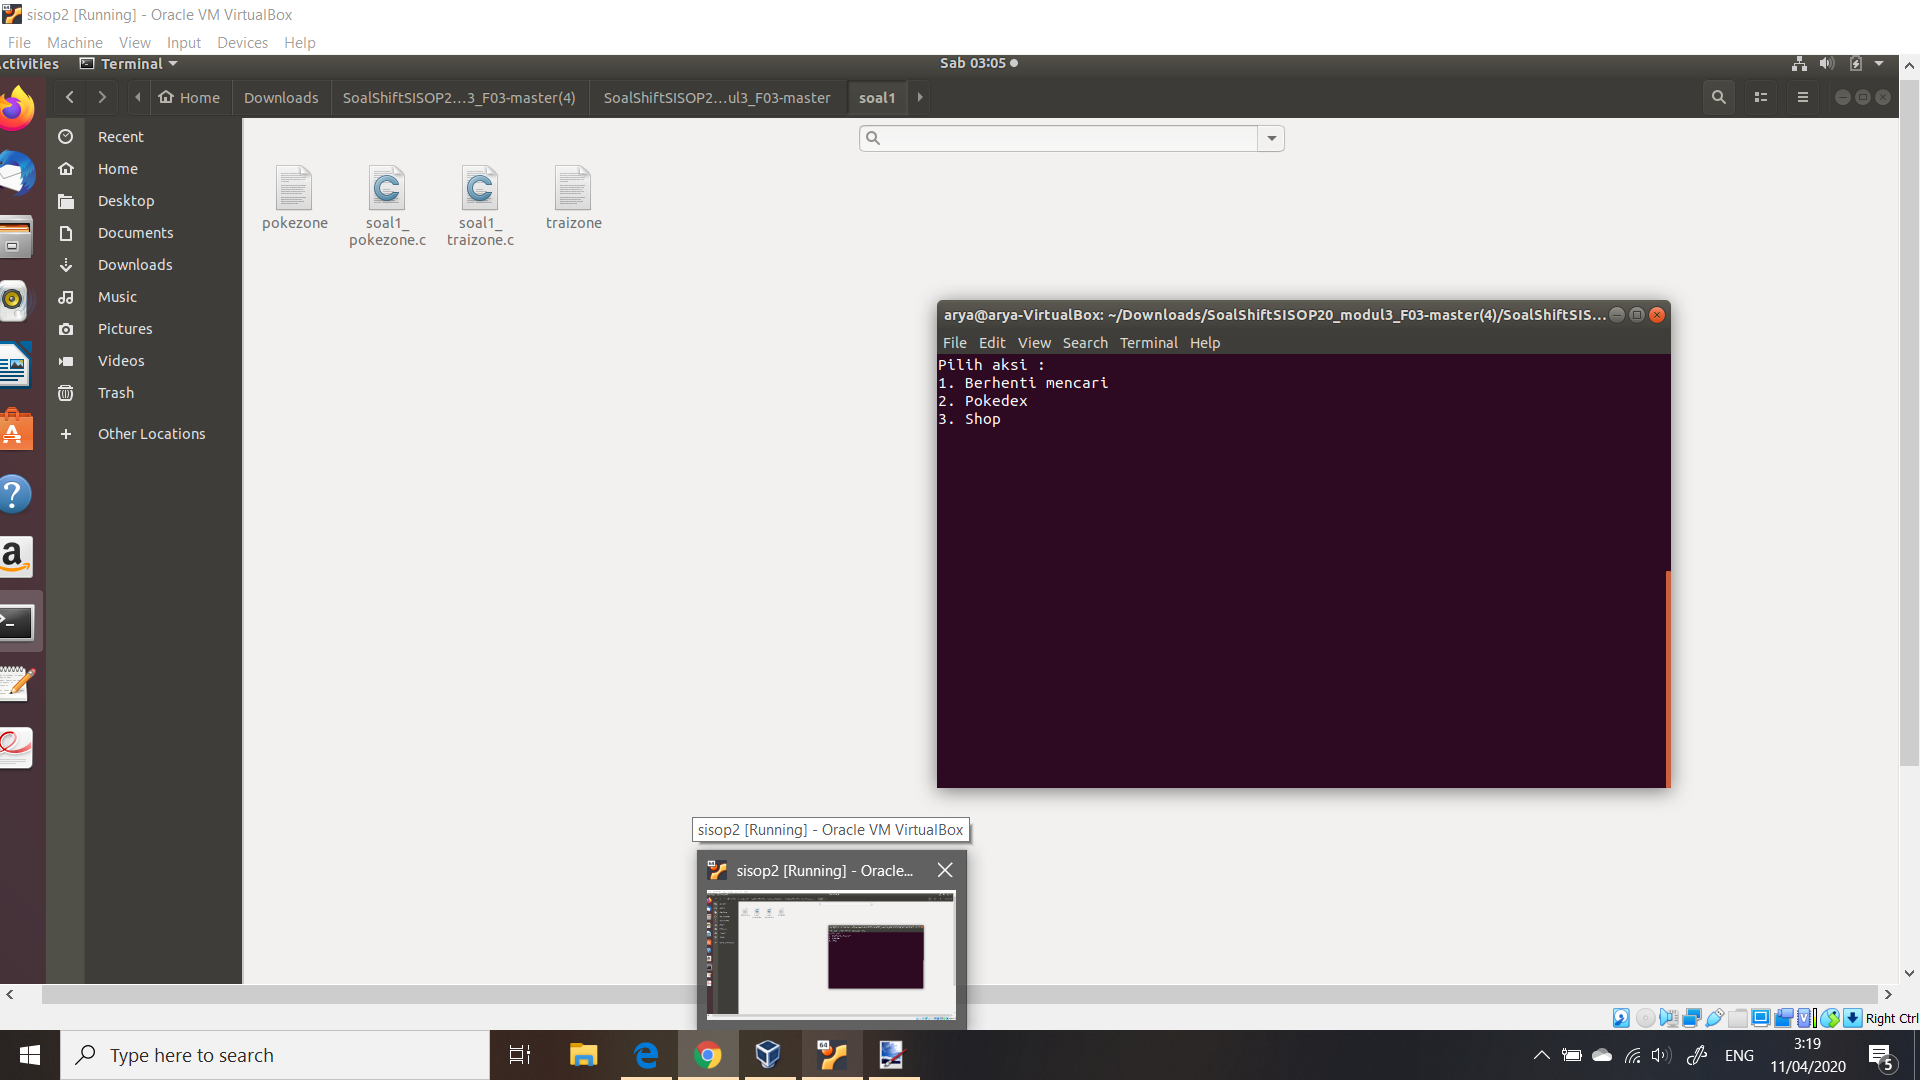 sisop2 [Running] - Oracle VM VirtualBox
File Machine View Input Devices Help
ctivities Terminal Sab 03:05
Home Downloads SoalShiftSISOP2...3_F03-master(4) SoalShiftSISOP2...ul3_F03-master soal1
Recent
Home
Desktop
Documents
Downloads
Music
Pictures
Videos
Trash
Other Locations
pokezone
soal1_
pokezone.c
soal1_
traizone.c
traizone
arya@arya-VirtualBox: ~/Downloads/SoalShiftSISOP20_modul3_F03-master(4)/SoalShiftSIS...
File Edit View Search Terminal Help
Pilih aksi :
1. Berhenti mencari
2. Pokedex
3. Shop
sisop2 [Running] - Oracle VM VirtualBox
sisop2 [Running] - Oracle...
Right Ctrl
Type here to search
ENG
3:19
11/04/2020
5